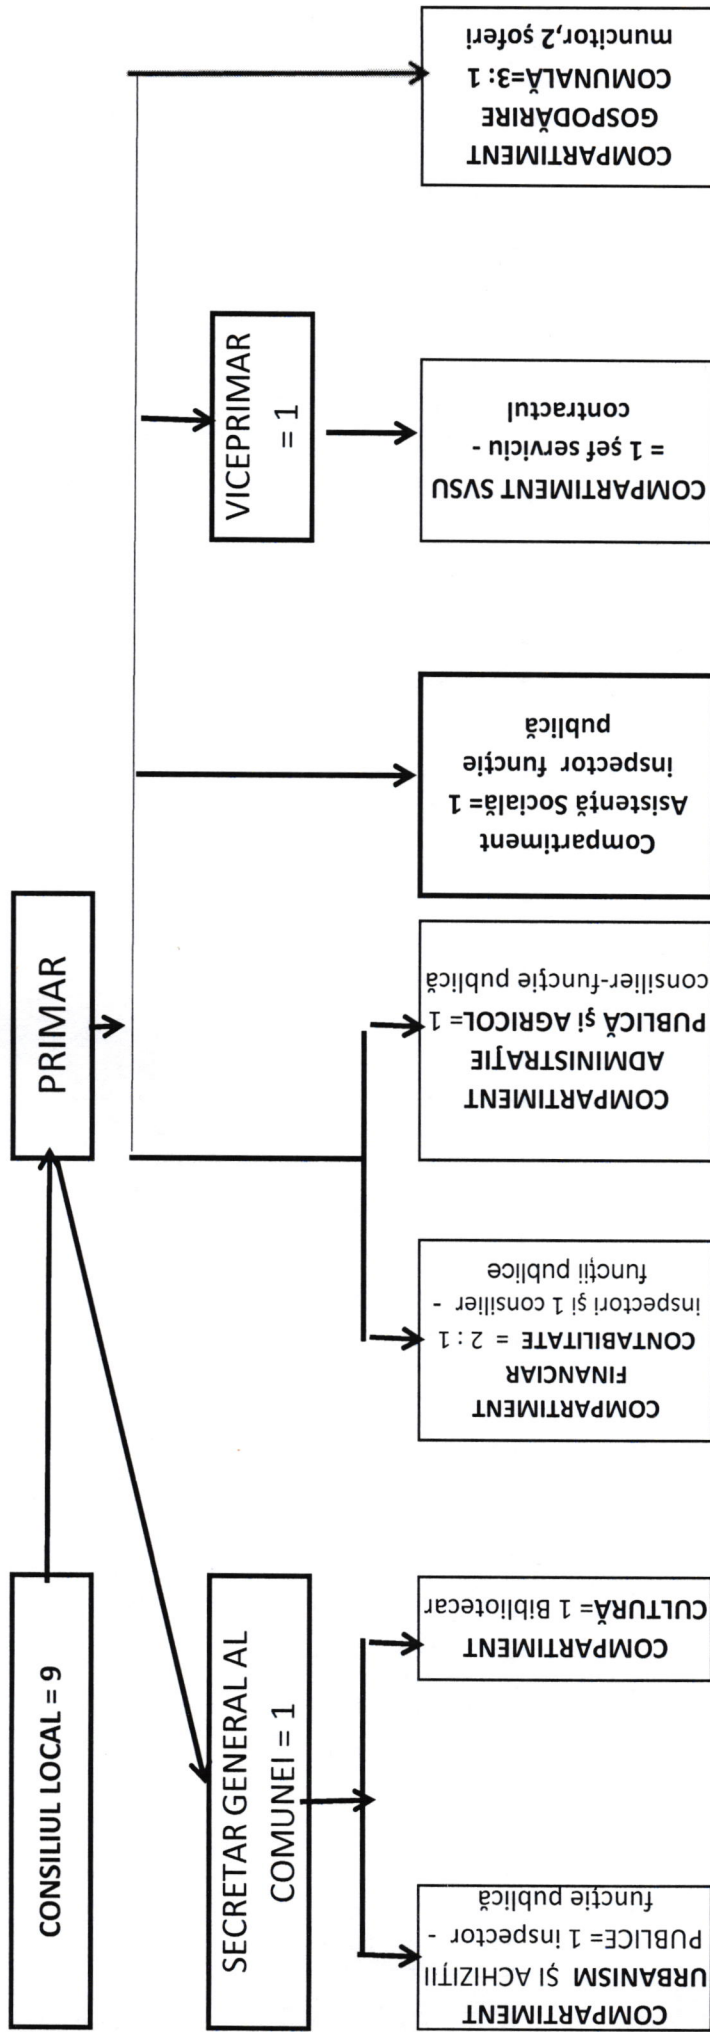 CONSILIUL LOCAL = 9
PRIMAR
SECRETAR GENERAL AL
COMUNEI = 1
VICEPRIMAR
= 1
COMPARTIMENT
URBANISM ŞI ACHIZIŢII
PUBLICE= 1 inspector -
funcţie publică
COMPARTIMENT
CULTURĂ= 1 Bibliotecar
COMPARTIMENT
FINANCIAR
CONTABILITATE = 2 : 1
inspectori şi 1 consilier -
funcţii publice
COMPARTIMENT
ADMINISTRAŢIE
PUBLICĂ şi AGRICOL= 1
consilier-funcţie publică
Compartiment
Asistenţă Socială= 1
inspector funcţie
publică
COMPARTIMENT SVSU
= 1 şef serviciu -
contractul
COMPARTIMENT
GOSPODĂRIRE
COMUNALĂ=3: 1
muncitor,2 şoferi